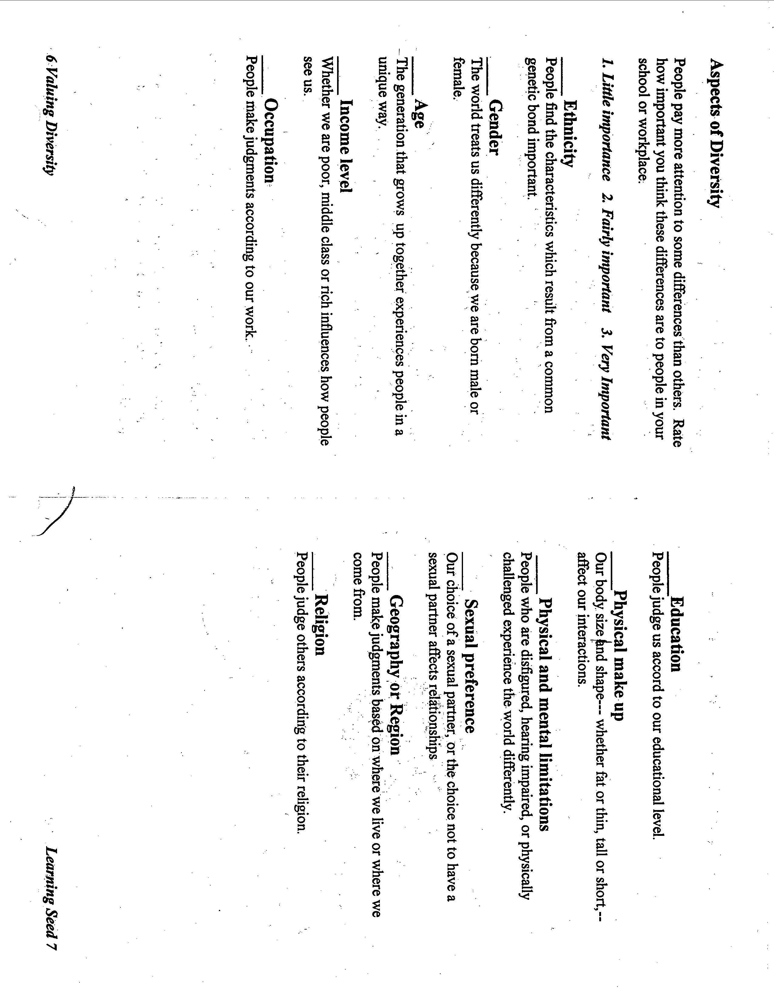 Aspects of Diversity
People pay more attention to some differences than others. Rate
how important you think these differences are to people in your
school or workplace.
1. Little importance 2. Fairly important 3. Very Important
_____ Ethnicity
People find the characteristics which result from a common
genetic bond important.
_____ Gender
The world treats us differently because we are born male or
female.
_____ Age
The generation that grows up together experiences people in a
unique way.
_____ Income level
Whether we are poor, middle class or rich influences how people
see us.
_____ Occupation
People make judgments according to our work.
6 Valuing Diversity
_____ Education
People judge us accord to our educational level.
_____ Physical make up
Our body size and shape--- whether fat or thin, tall or short,--
affect our interactions.
_____ Physical and mental limitations
People who are disfigured, hearing impaired, or physically
challenged experience the world differently.
_____ Sexual preference
Our choice of a sexual partner, or the choice not to have a
sexual partner affects relationships
_____ Geography or Region
People make judgments based on where we live or where we
come from.
_____ Religion
People judge others according to their religion.
Learning Seed 7